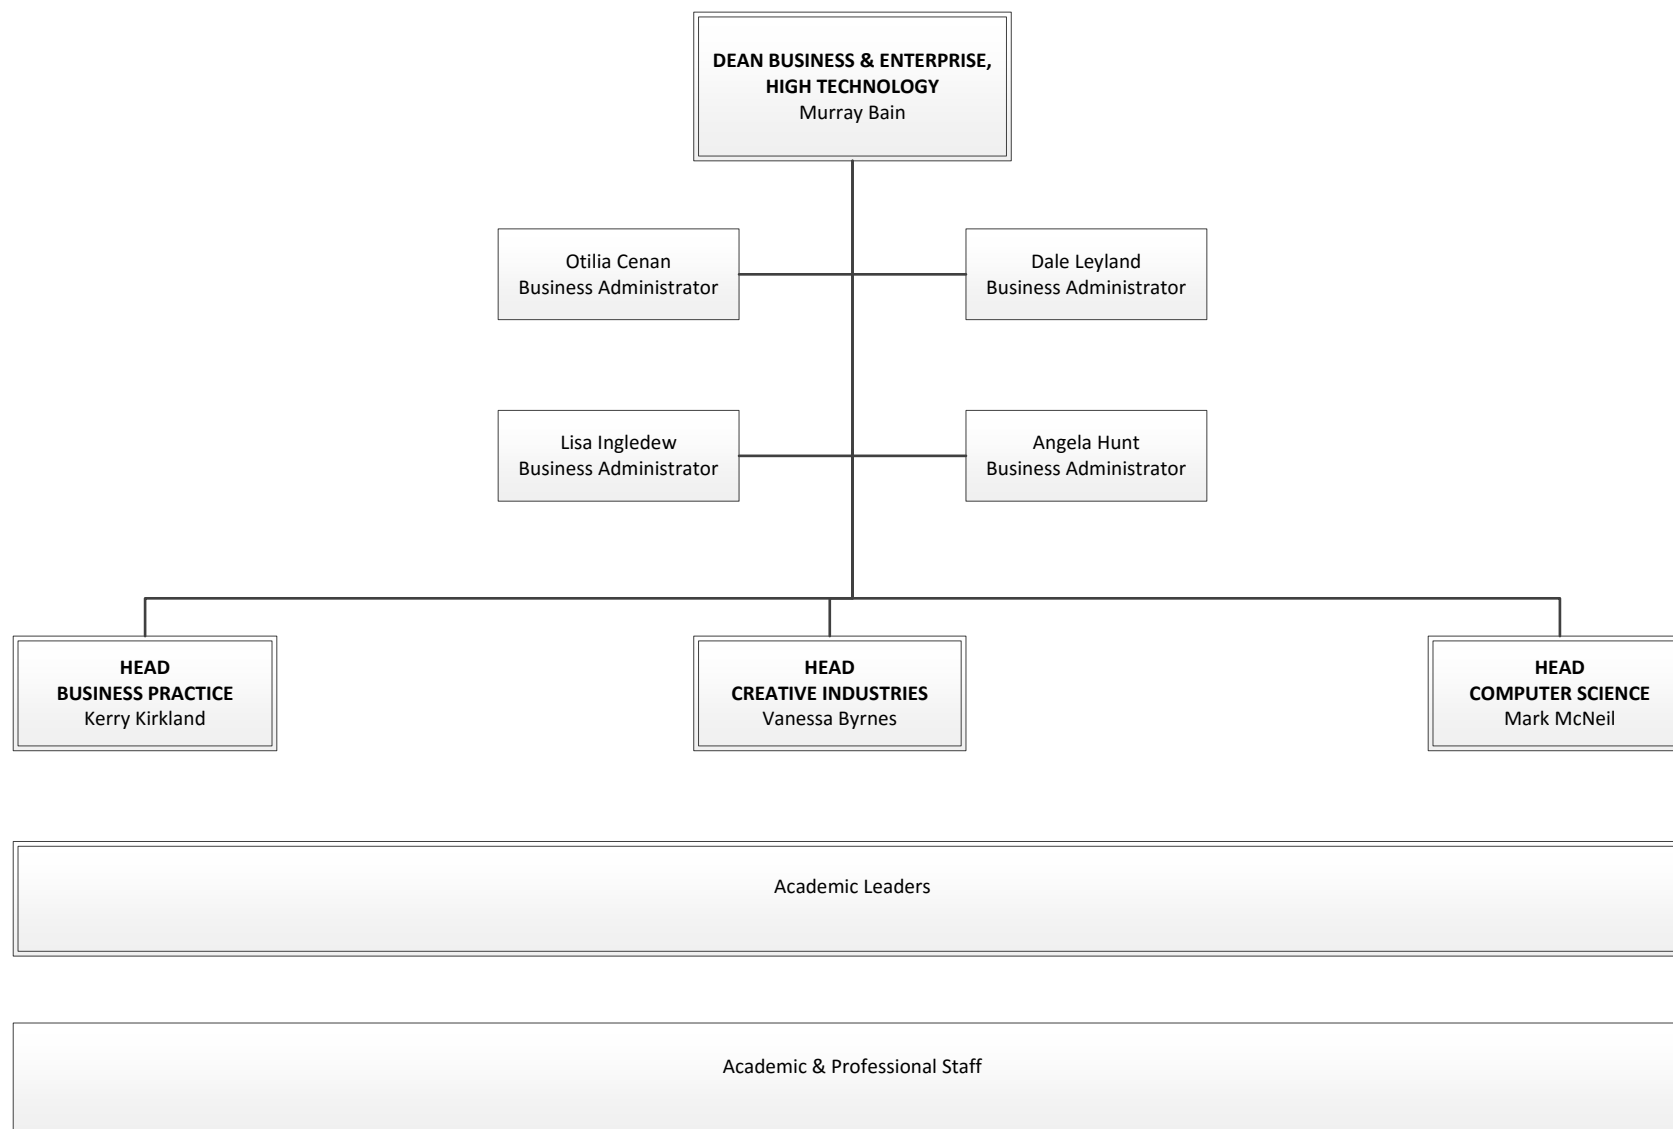 DEAN BUSINESS & ENTERPRISE,
HIGH TECHNOLOGY
Murray Bain
Otilia Cenan
Business Administrator
Dale Leyland
Business Administrator
Lisa Ingledew
Business Administrator
Angela Hunt
Business Administrator
HEAD
BUSINESS PRACTICE
Kerry Kirkland
HEAD
CREATIVE INDUSTRIES
Vanessa Byrnes
HEAD
COMPUTER SCIENCE
Mark McNeil
Academic Leaders
Academic & Professional Staff